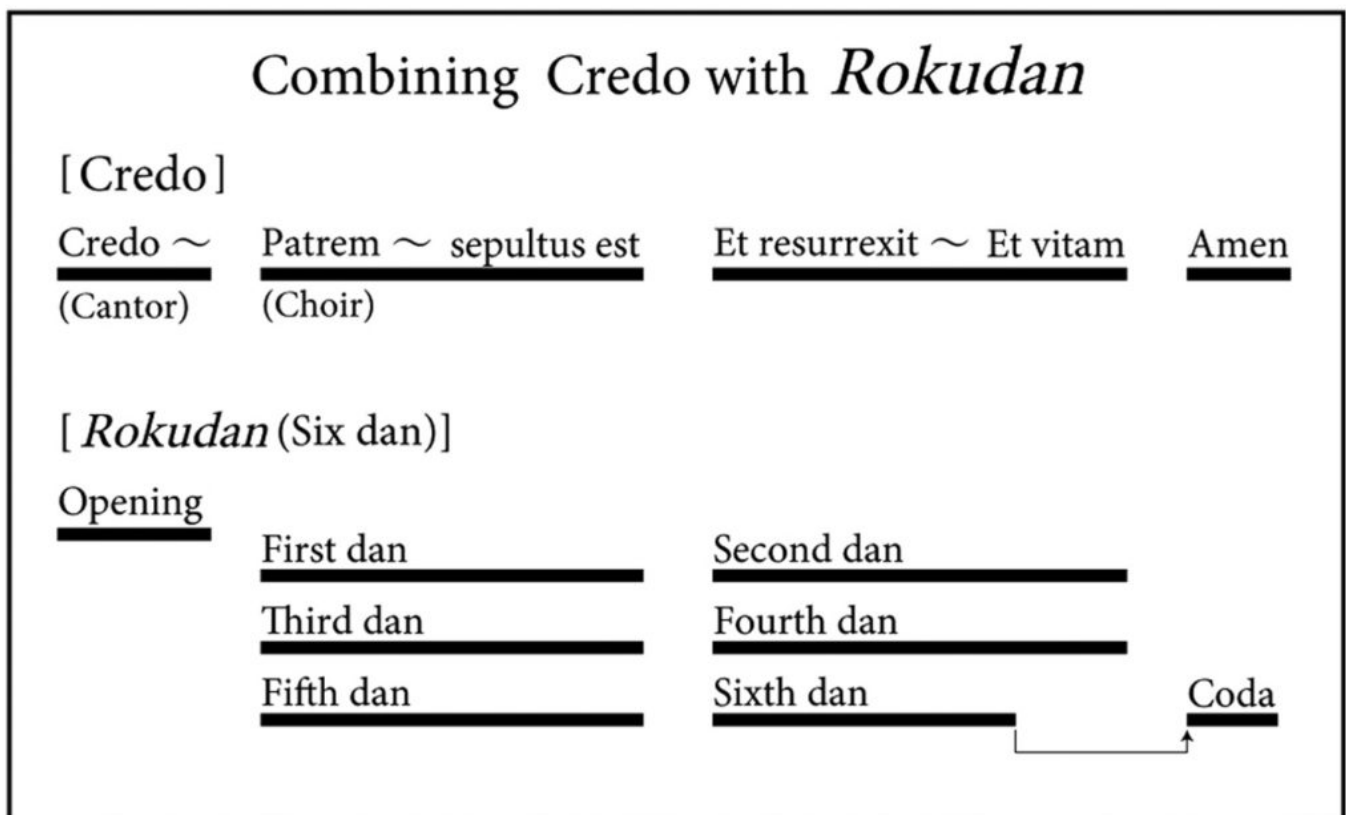 Combining Credo with Rokudan
[Credo]
Credo ～ Patrem ～ sepultus est Et resurrexit ～ Et vitam Amen
(Cantor) (Choir)
[Rokudan (Six dan)]
Opening
First dan Second dan
Third dan Fourth dan
Fifth dan Sixth dan Coda